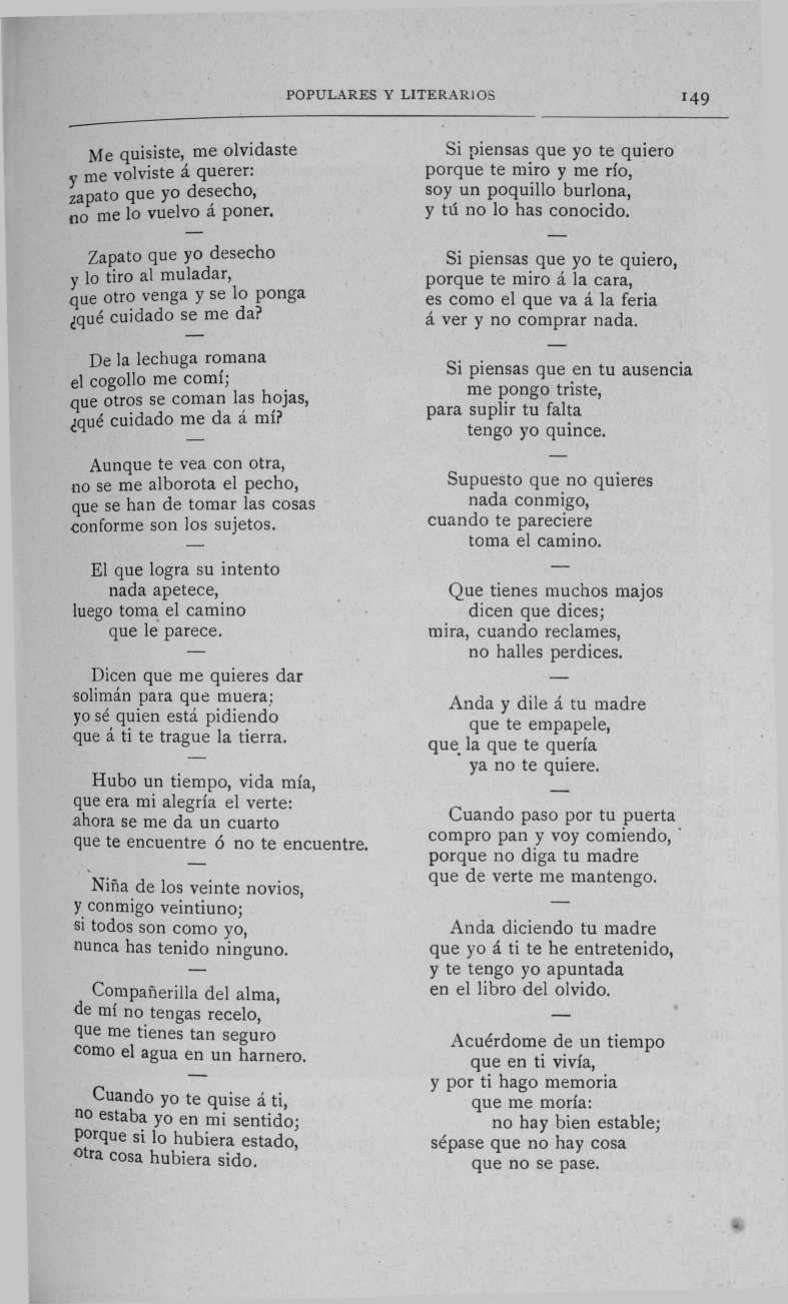 POPULARES Y LITERARIOS 149
Me quisiste, me olvidaste
y me volviste á querer:
zapato que yo desecho,
no me lo vuelvo á poner.
—
Zapato que yo desecho
y lo tiro al muladar,
que otro venga y se lo ponga
¿qué cuidado se me da?
—
De la lechuga romana
el cogollo me comí;
que otros se coman las hojas,
¿qué cuidado me da á mí?
—
Aunque te vea con otra,
no se me alborota el pecho,
que se han de tomar las cosas
conforme son los sujetos.
—
El que logra su intento
nada apetece,
luego toma el camino
que le parece.
—
Dicen que me quieres dar
solimán para que muera;
yo sé quien está pidiendo
que á ti te trague la tierra.
—
Hubo un tiempo, vida mía,
que era mi alegría el verte:
ahora se me da un cuarto
que te encuentre ó no te encuentre.
—
Niña de los veinte novios,
y conmigo veintiuno;
si todos son como yo,
nunca has tenido ninguno.
—
Compañerilla del alma,
de mí no tengas recelo,
que me tienes tan seguro
como el agua en un harnero.
—
Cuando yo te quise á ti,
no estaba yo en mi sentido;
porque si lo hubiera estado,
otra cosa hubiera sido.
Si piensas que yo te quiero
porque te miro y me río,
soy un poquillo burlona,
y tú no lo has conocido.
—
Si piensas que yo te quiero,
porque te miro á la cara,
es como el que va á la feria
á ver y no comprar nada.
—
Si piensas que en tu ausencia
me pongo triste,
para suplir tu falta
tengo yo quince.
—
Supuesto que no quieres
nada conmigo,
cuando te pareciere
toma el camino.
—
Que tienes muchos majos
dicen que dices;
mira, cuando reclames,
no halles perdices.
—
Anda y dile á tu madre
que te empapele,
que la que te quería
ya no te quiere.
—
Cuando paso por tu puerta
compro pan y voy comiendo,
porque no diga tu madre
que de verte me mantengo.
—
Anda diciendo tu madre
que yo á ti te he entretenido,
y te tengo yo apuntada
en el libro del olvido.
—
Acuérdome de un tiempo
que en ti vivía,
y por ti hago memoria
que me moría:
no hay bien estable;
sépase que no hay cosa
que no se pase.